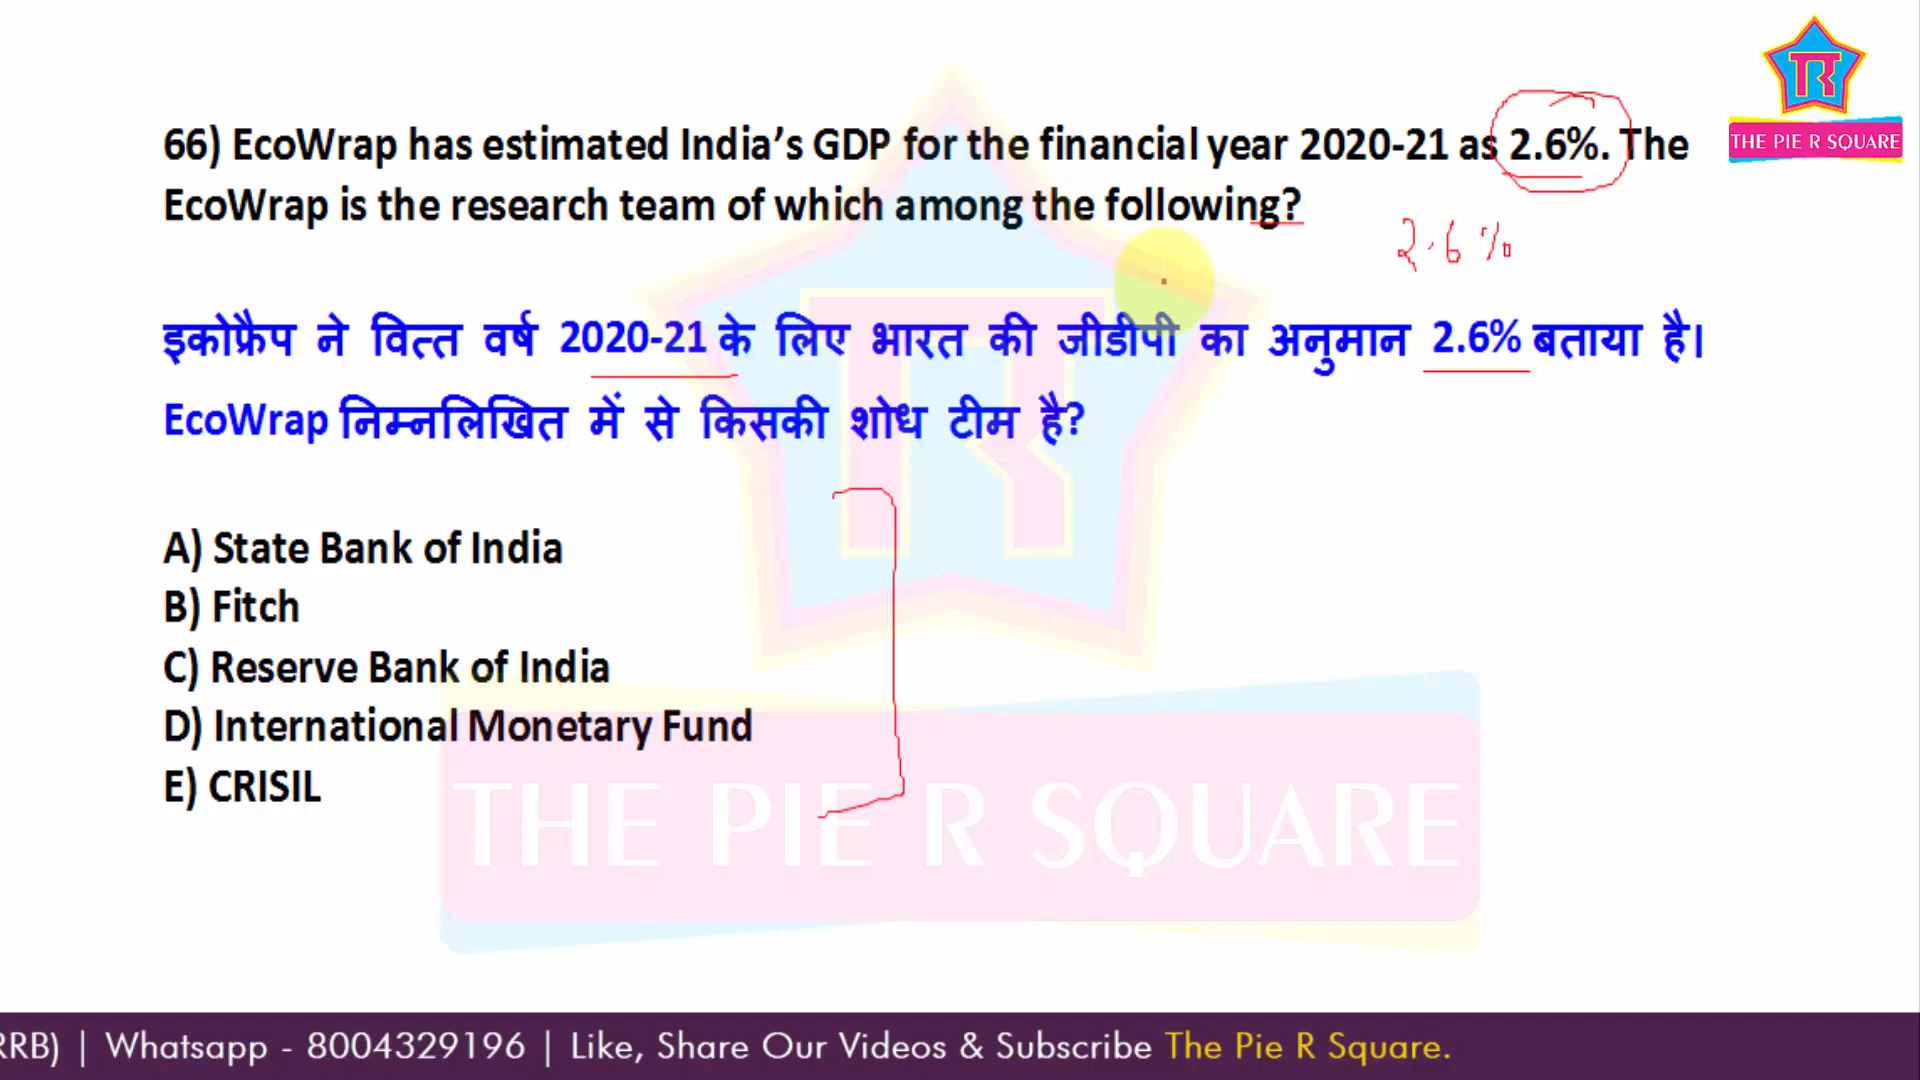 TR
THE PIE R SQUARE
66) EcoWrap has estimated India’s GDP for the financial year 2020-21 as 2.6%. The
EcoWrap is the research team of which among the following?
2.6%
इकोफ्रैप ने वित्त वर्ष 2020-21 के लिए भारत की जीडीपी का अनुमान 2.6% बताया है।
EcoWrap निम्नलिखित में से किसकी शोध टीम है?
A) State Bank of India
B) Fitch
C) Reserve Bank of India
D) International Monetary Fund
E) CRISIL
THE PIE R SQUARE
RRB) | Whatsapp - 8004329196 | Like, Share Our Videos & Subscribe The Pie R Square.